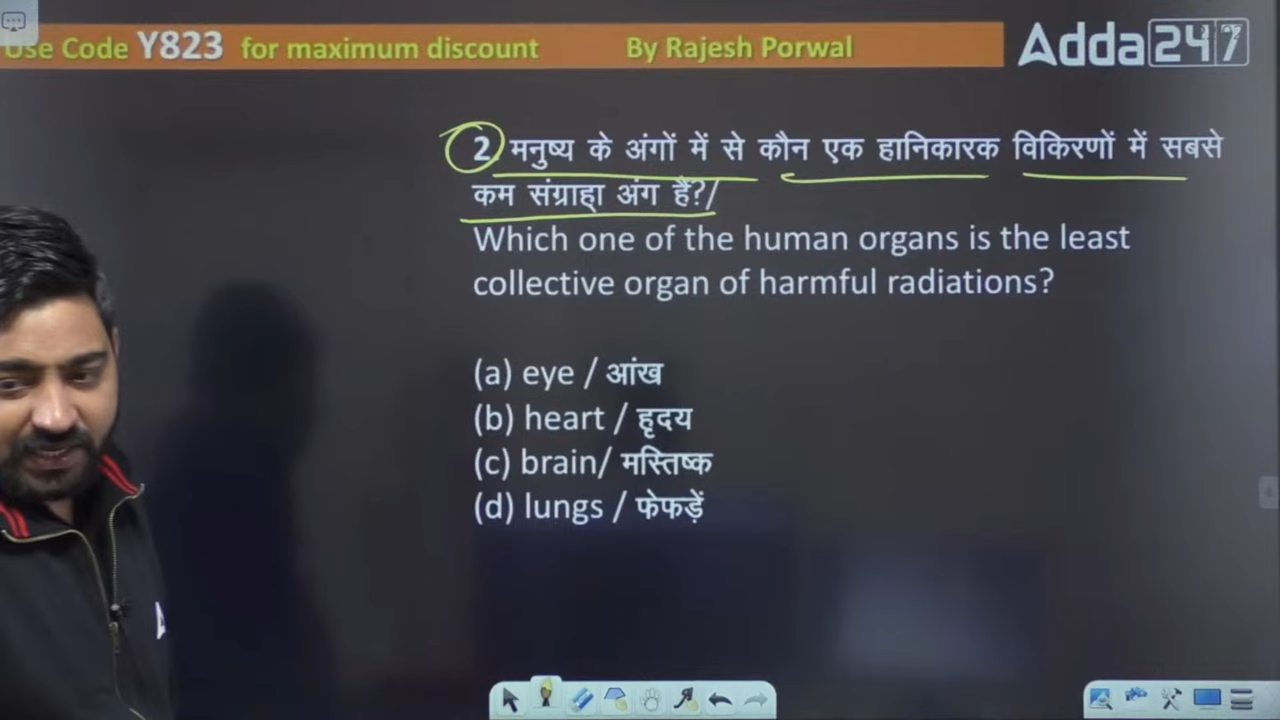 Use Code Y823 for maximum discount By Rajesh Porwal
Adda247
2. मनुष्य के अंगों में से कौन एक हानिकारक विकिरणों में सबसे
कम संग्राह्य अंग हैं?/
Which one of the human organs is the least
collective organ of harmful radiations?
(a) eye / आंख
(b) heart / हृदय
(c) brain/ मस्तिष्क
(d) lungs / फेफड़ें